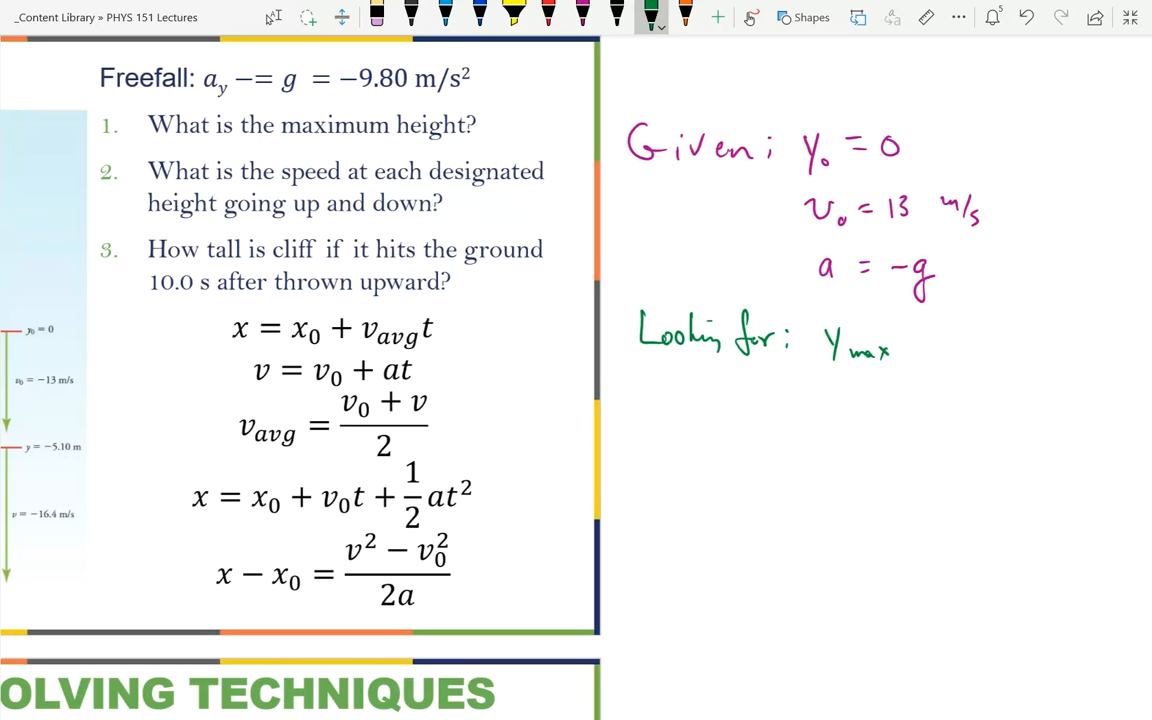 _Content Library » PHYS 151 Lectures
Shapes
5
Freefall: a_y −= g = −9.80 m/s²
1. What is the maximum height?
2. What is the speed at each designated
height going up and down?
3. How tall is cliff if it hits the ground
10.0 s after thrown upward?
x = x₀ + v_avg t
v = v₀ + at
v_avg = (v₀ + v)/2
x = x₀ + v₀t + 1/2 at²
x − x₀ = (v² − v₀²)/2a
y₀ = 0
v₀ = −13 m/s
y = −5.10 m
v = −16.4 m/s
Given; y₀ = 0
v₀ = 13 m/s
a = −g
Looking for: y max
OLVING TECHNIQUES